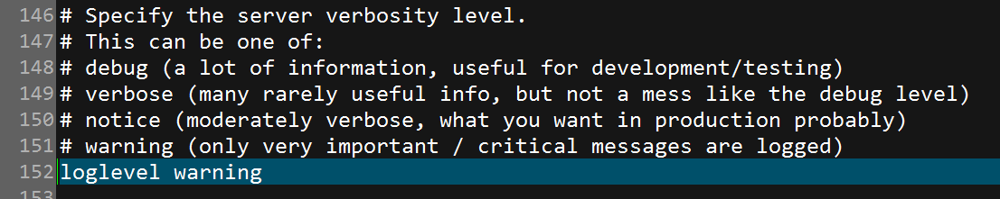 146 # Specify the server verbosity level.
147 # This can be one of:
148 # debug (a lot of information, useful for development/testing)
149 # verbose (many rarely useful info, but not a mess like the debug level)
150 # notice (moderately verbose, what you want in production probably)
151 # warning (only very important / critical messages are logged)
152 loglevel warning
153